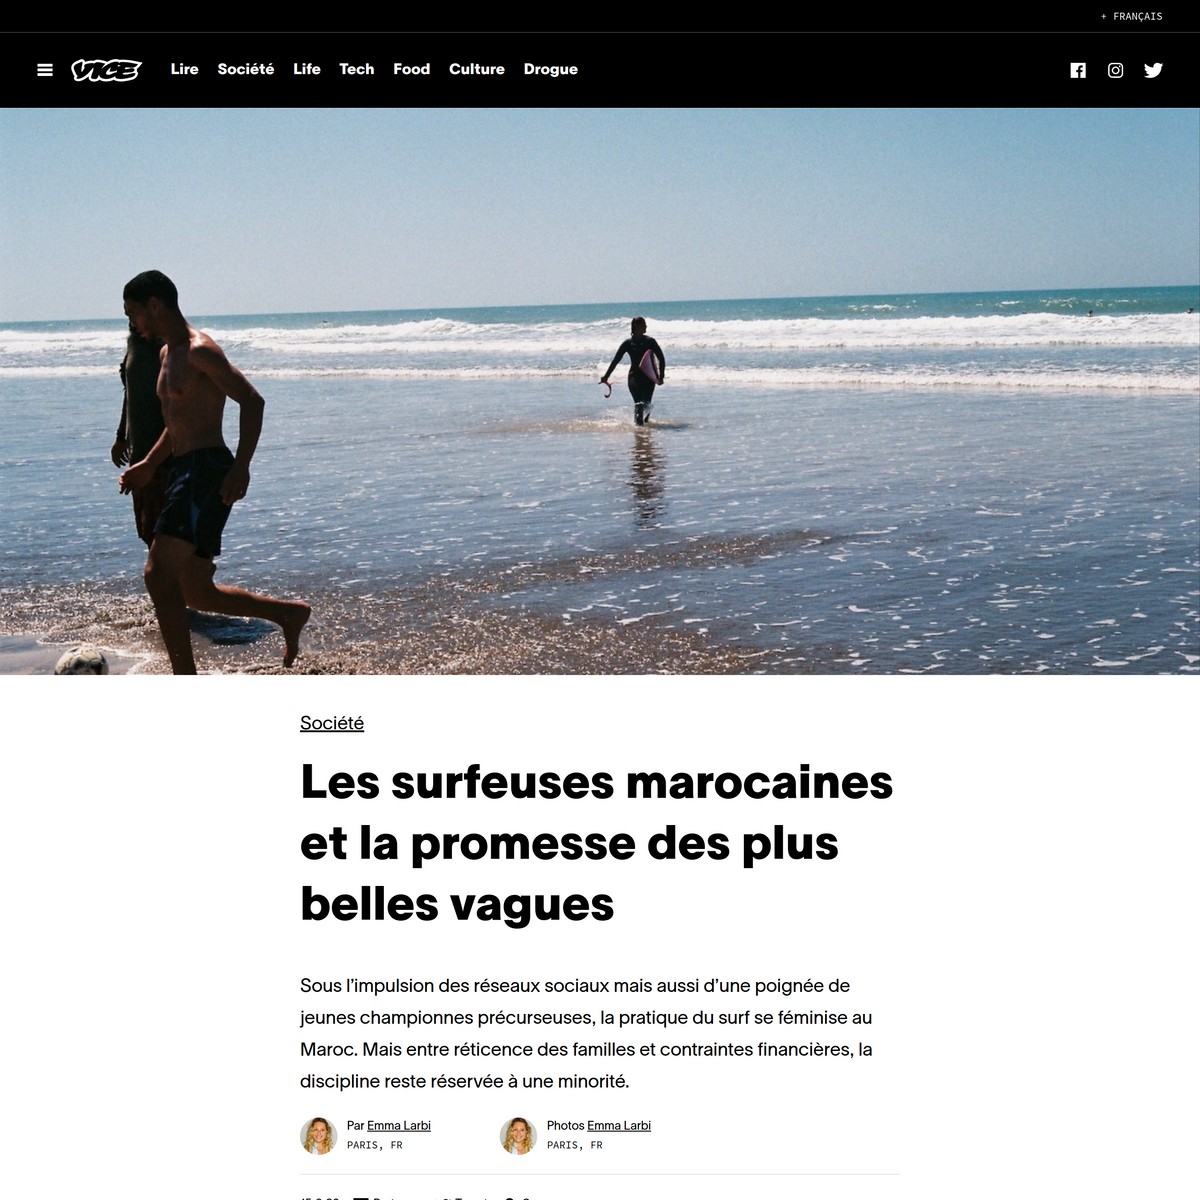 + FRANÇAIS
VICE
Lire Société Life Tech Food Culture Drogue
Société
Les surfeuses marocaines
et la promesse des plus
belles vagues
Sous l’impulsion des réseaux sociaux mais aussi d’une poignée de
jeunes championnes précurseuses, la pratique du surf se féminise au
Maroc. Mais entre réticence des familles et contraintes financières, la
discipline reste réservée à une minorité.
Par Emma Larbi
PARIS, FR
Photos Emma Larbi
PARIS, FR